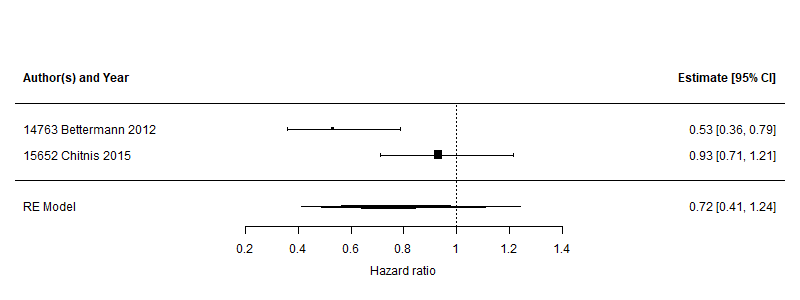 Author(s) and Year Estimate [95% CI]
14763 Bettermann 2012 0.53 [0.36, 0.79]
15652 Chitnis 2015 0.93 [0.71, 1.21]
RE Model 0.72 [0.41, 1.24]
0.2 0.4 0.6 0.8 1 1.2 1.4
Hazard ratio